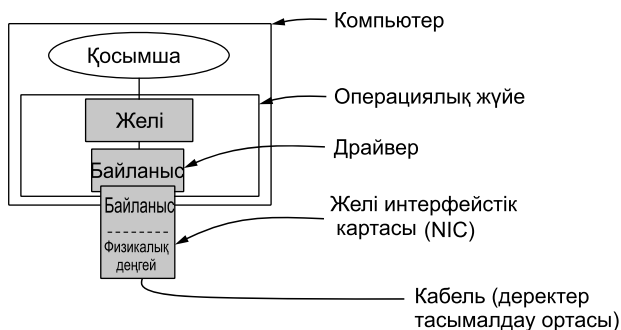 Компьютер
Қосымша
Операциялық жүйе
Желі
Драйвер
Байланыс
Байланыс
Желі интерфейстік
картасы (NIC)
Физикалық
деңгей
Кабель (деректер
тасымалдау ортасы)